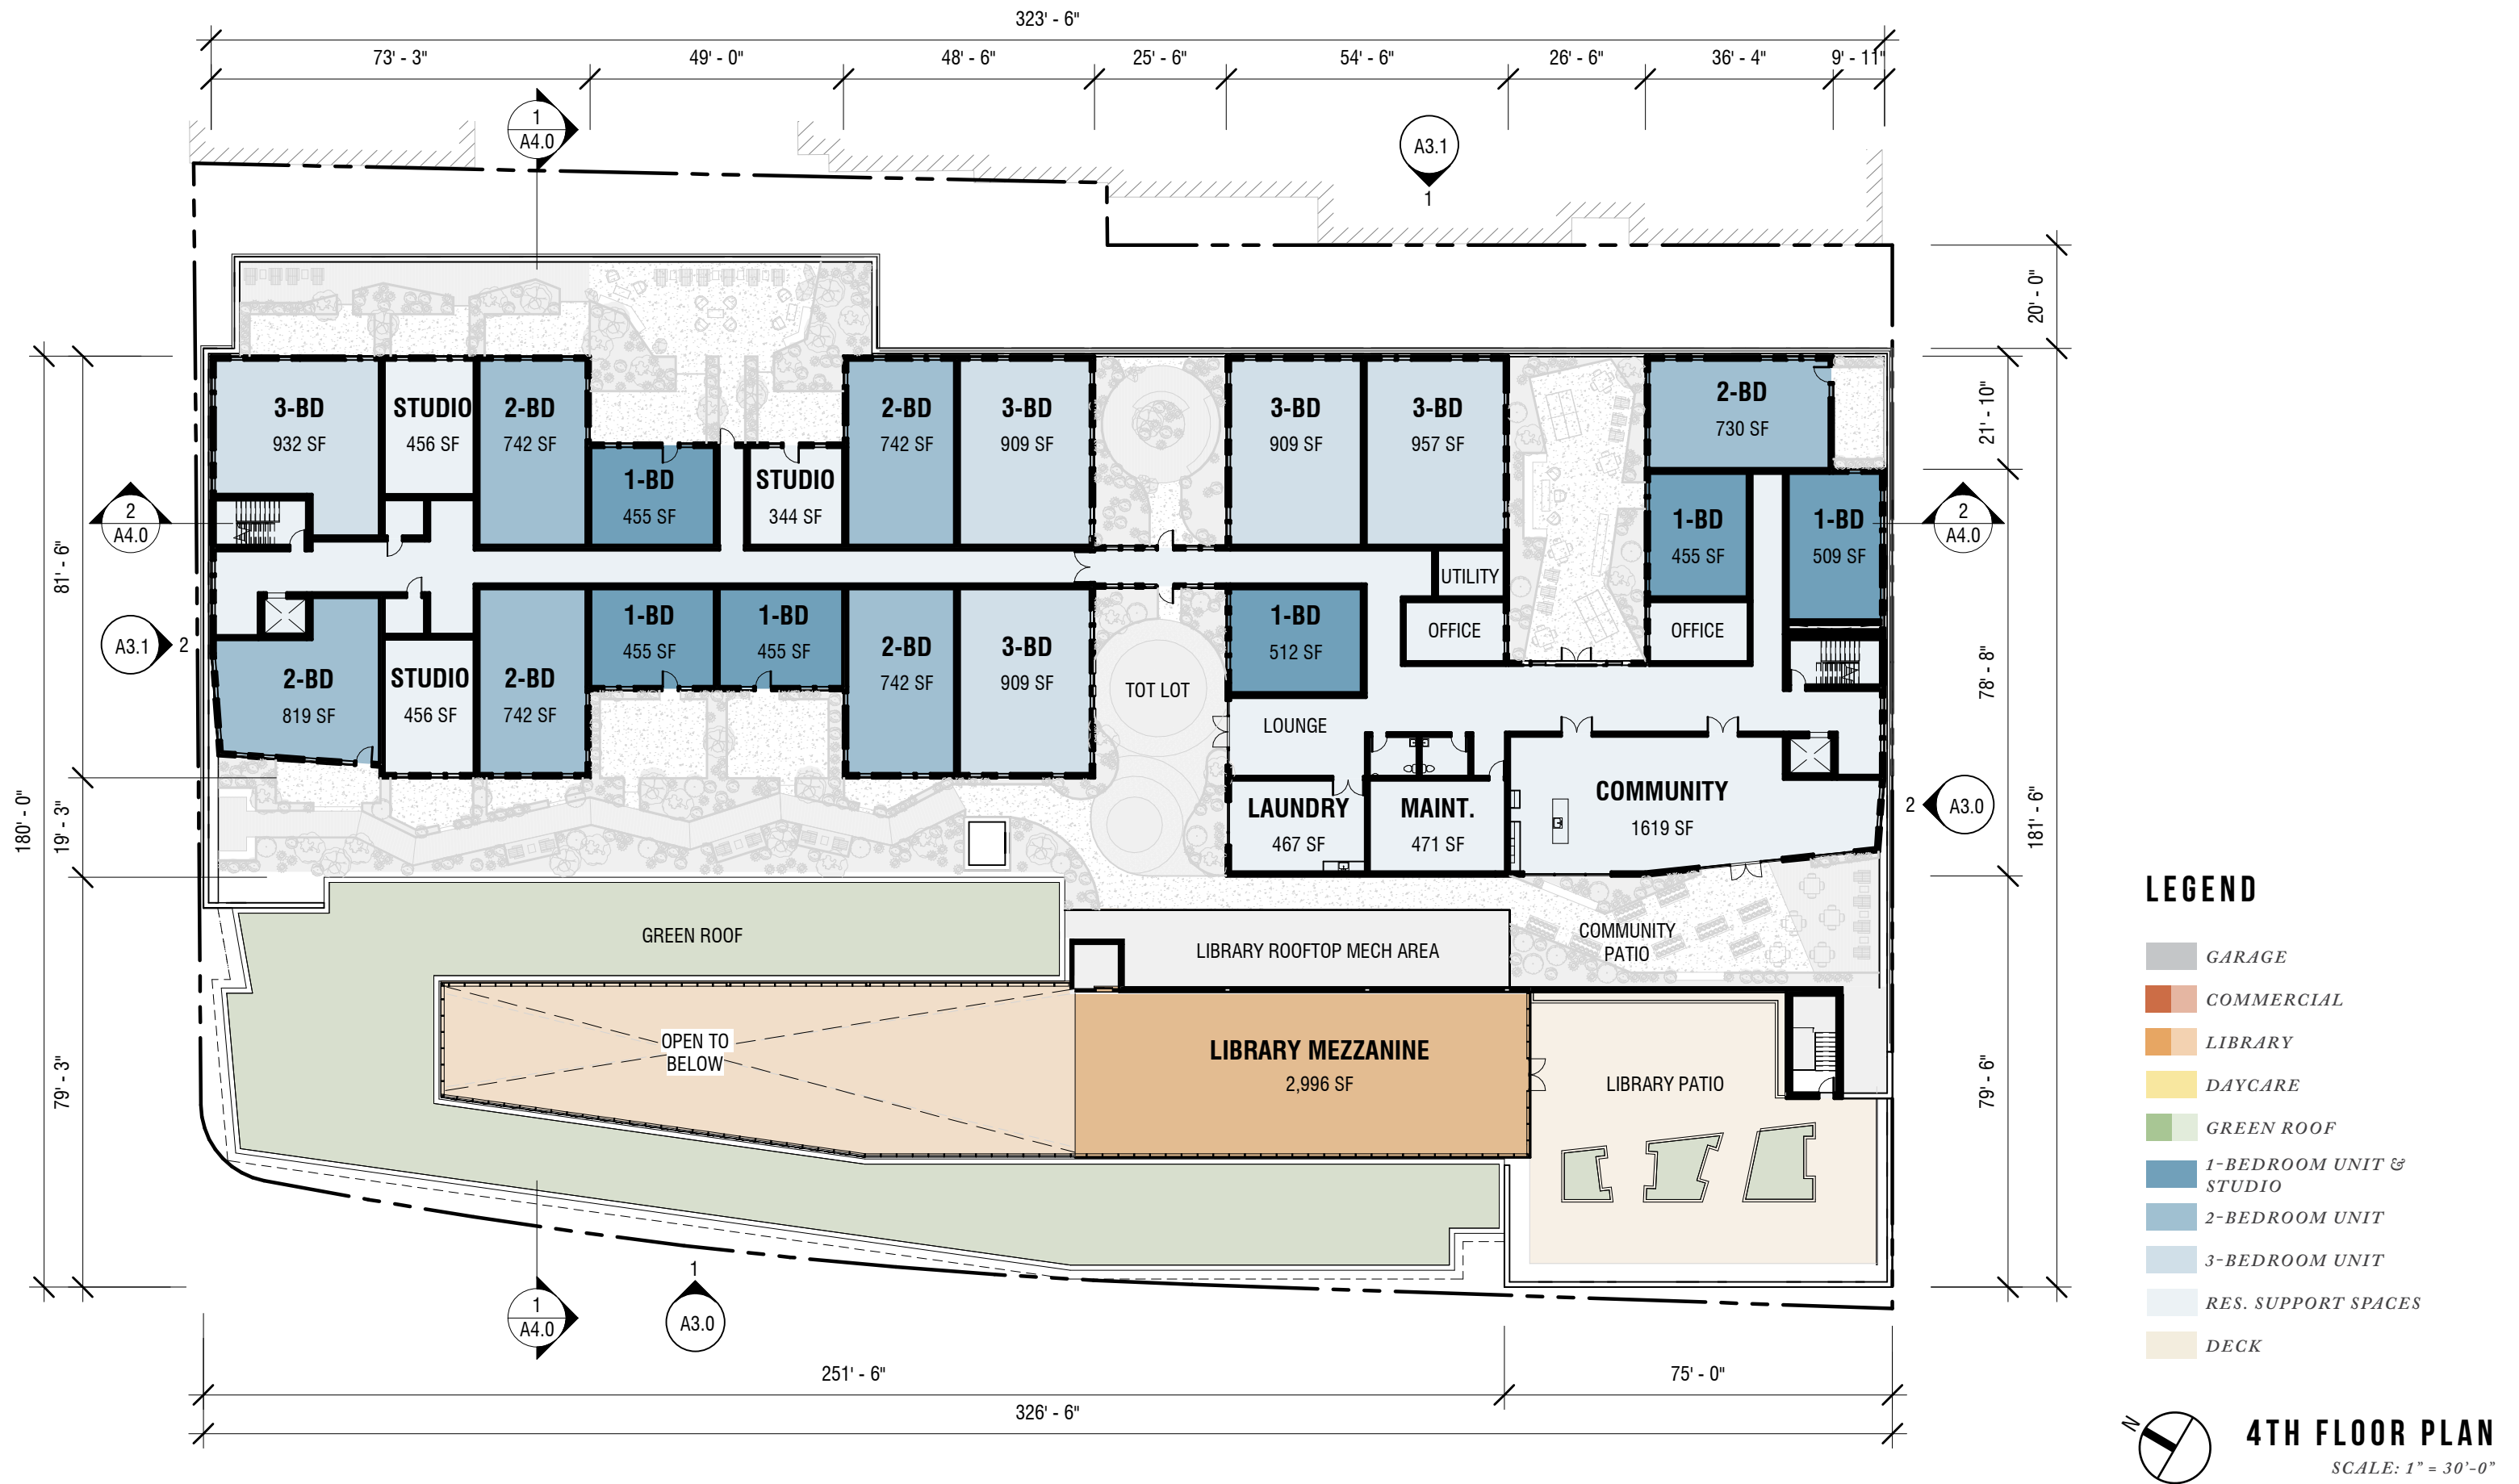 323' - 6"
73' - 3"
49' - 0"
48' - 6"
25' - 6"
54' - 6"
26' - 6"
36' - 4"
9' - 11"
1
A4.0
A3.1
1
20' - 0"
21' - 10"
78' - 8"
181' - 6"
79' - 6"
180' - 0"
81' - 6"
19' - 3"
79' - 3"
3-BD
932 SF
STUDIO
456 SF
2-BD
742 SF
1-BD
455 SF
STUDIO
344 SF
2-BD
742 SF
3-BD
909 SF
3-BD
909 SF
3-BD
957 SF
2-BD
730 SF
1-BD
455 SF
1-BD
509 SF
2
A4.0
2
A4.0
UTILITY
OFFICE
OFFICE
A3.1
2
2-BD
819 SF
STUDIO
456 SF
2-BD
742 SF
1-BD
455 SF
1-BD
455 SF
2-BD
742 SF
3-BD
909 SF
TOT LOT
1-BD
512 SF
LOUNGE
LAUNDRY
467 SF
MAINT.
471 SF
COMMUNITY
1619 SF
2
A3.0
GREEN ROOF
LIBRARY ROOFTOP MECH AREA
COMMUNITY
PATIO
OPEN TO
BELOW
LIBRARY MEZZANINE
2,996 SF
LIBRARY PATIO
1
A4.0
1
A3.0
251' - 6"
75' - 0"
326' - 6"
LEGEND
GARAGE
COMMERCIAL
LIBRARY
DAYCARE
GREEN ROOF
1-BEDROOM UNIT &
STUDIO
2-BEDROOM UNIT
3-BEDROOM UNIT
RES. SUPPORT SPACES
DECK
N
4TH FLOOR PLAN
SCALE: 1" = 30'-0"